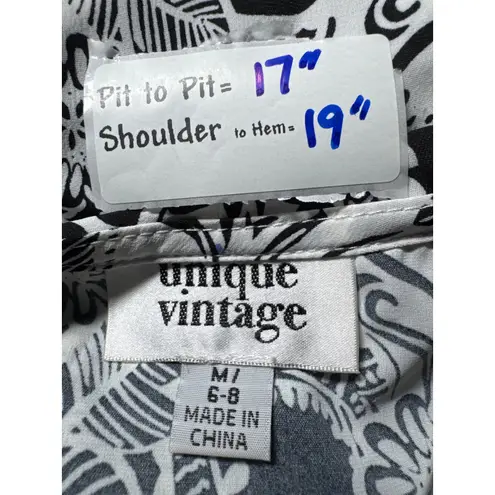 Pit to Pit= 17"
Shoulder to Hem= 19"
unique
vintage
M/
6-8
MADE IN
CHINA